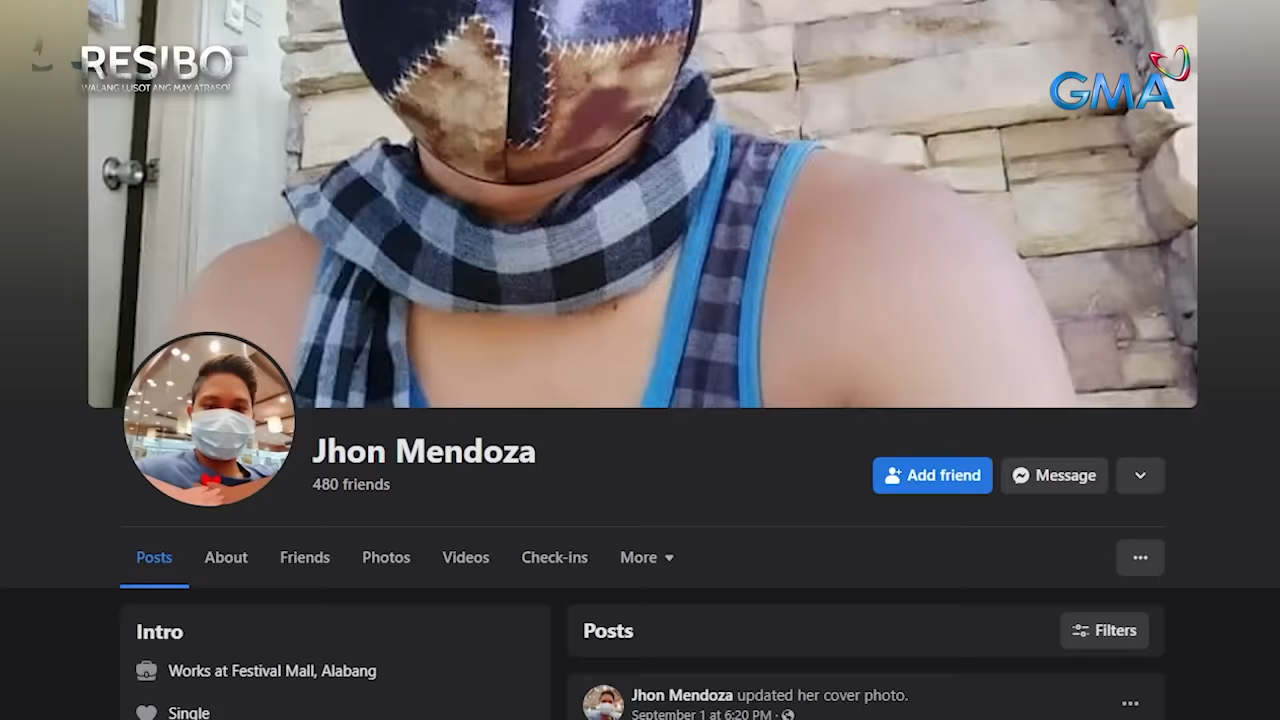 RESIBO
WALANG LUSOT ANG MAY ATRASO!
GMA
Jhon Mendoza
480 friends
Add friend
Message
Posts
About
Friends
Photos
Videos
Check-ins
More
Intro
Works at Festival Mall, Alabang
Single
Posts
Filters
Jhon Mendoza updated her cover photo.
September 1 at 6:20 PM ·